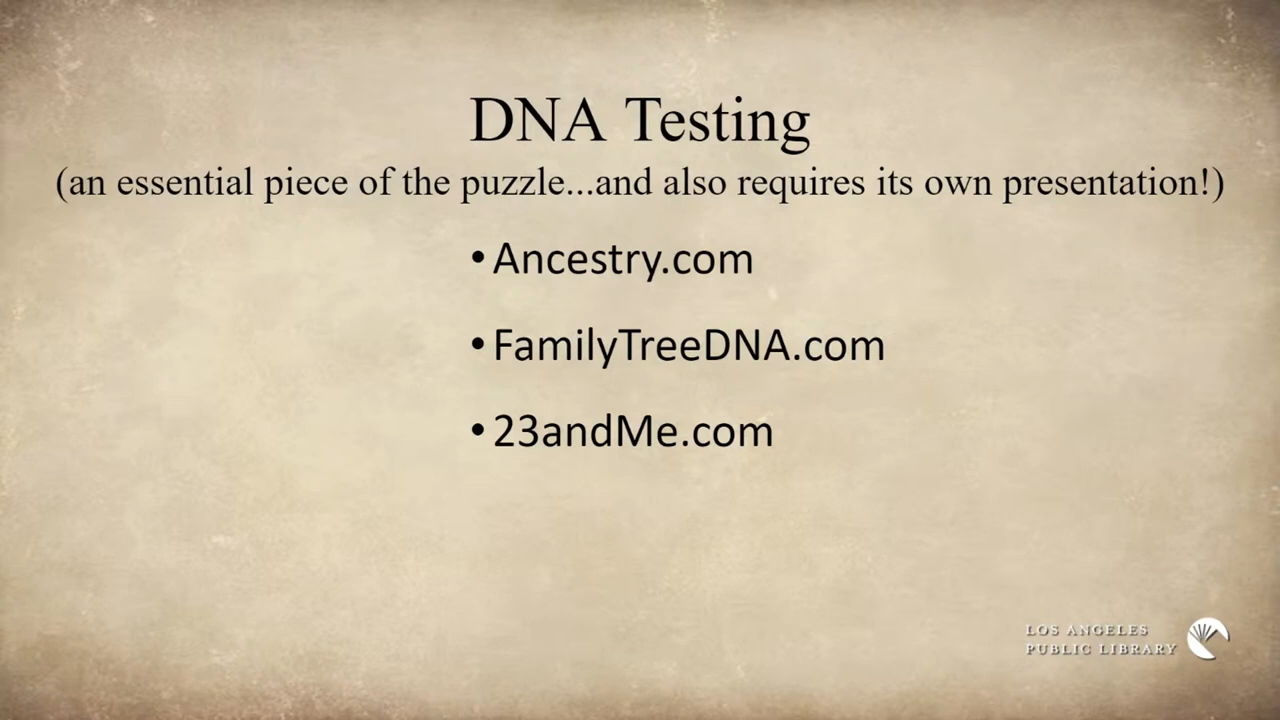 DNA Testing
(an essential piece of the puzzle...and also requires its own presentation!)
• Ancestry.com
• FamilyTreeDNA.com
• 23andMe.com
LOS ANGELES
PUBLIC LIBRARY